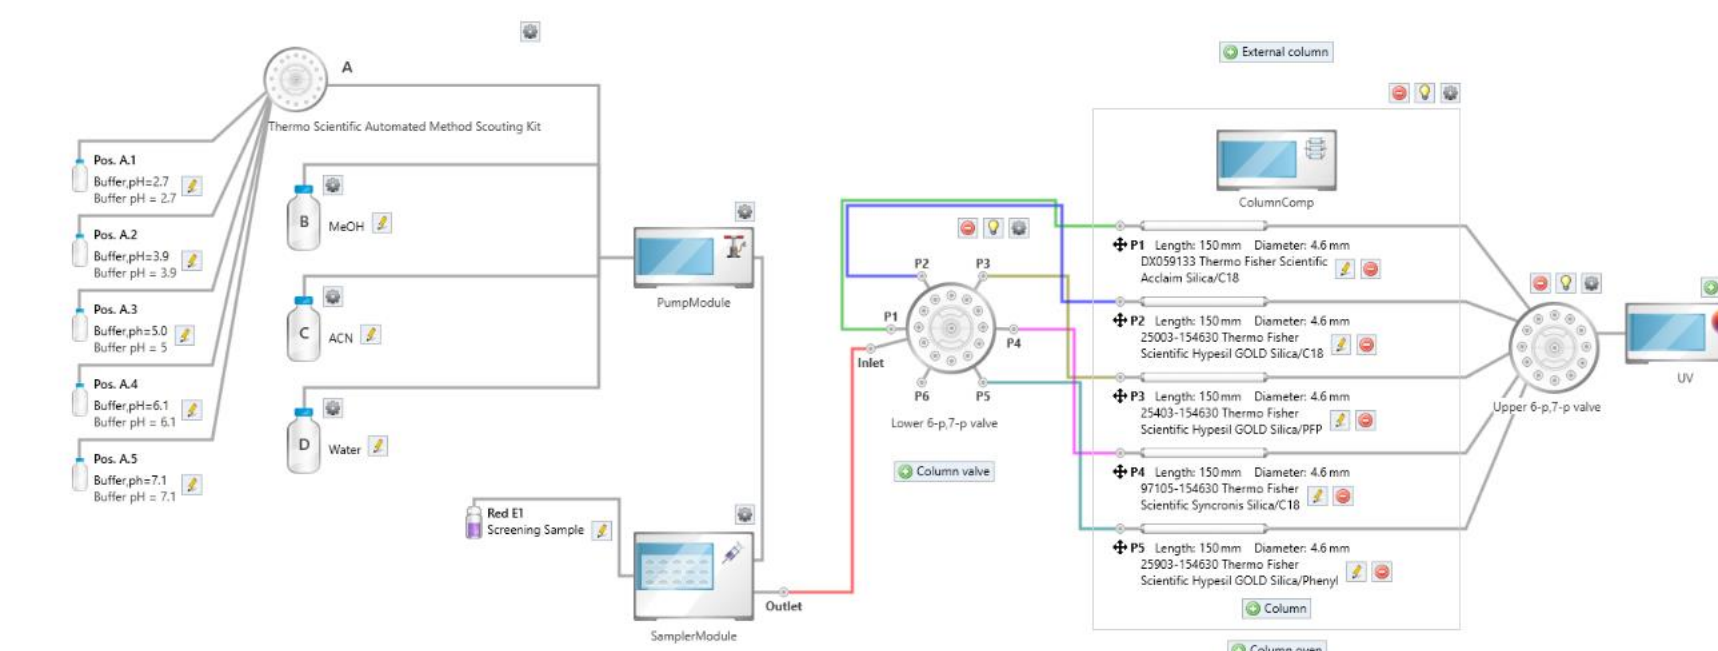 A
Thermo Scientific Automated Method Scouting Kit
Pos. A.1
Buffer,pH=2.7
Buffer pH = 2.7
Pos. A.2
Buffer,pH=3.9
Buffer pH = 3.9
Pos. A.3
Buffer,ph=5.0
Buffer pH = 5
Pos. A.4
Buffer,pH=6.1
Buffer pH = 6.1
Pos. A.5
Buffer,ph=7.1
Buffer pH = 7.1
B
MeOH
C
ACN
D
Water
PumpModule
Red E1
Screening Sample
SamplerModule
Outlet
Inlet
P1
P2
P3
P4
P5
P6
Lower 6-p,7-p valve
Column valve
External column
ColumnComp
P1 Length: 150 mm Diameter: 4.6 mm
DX059133 Thermo Fisher Scientific
Acclaim Silica/C18
P2 Length: 150 mm Diameter: 4.6 mm
25003-154630 Thermo Fisher
Scientific Hypesil GOLD Silica/C18
P3 Length: 150 mm Diameter: 4.6 mm
25403-154630 Thermo Fisher
Scientific Hypesil GOLD Silica/PFP
P4 Length: 150 mm Diameter: 4.6 mm
97105-154630 Thermo Fisher
Scientific Syncronis Silica/C18
P5 Length: 150 mm Diameter: 4.6 mm
25903-154630 Thermo Fisher
Scientific Hypesil GOLD Silica/Phenyl
Column
Column oven
Upper 6-p,7-p valve
UV